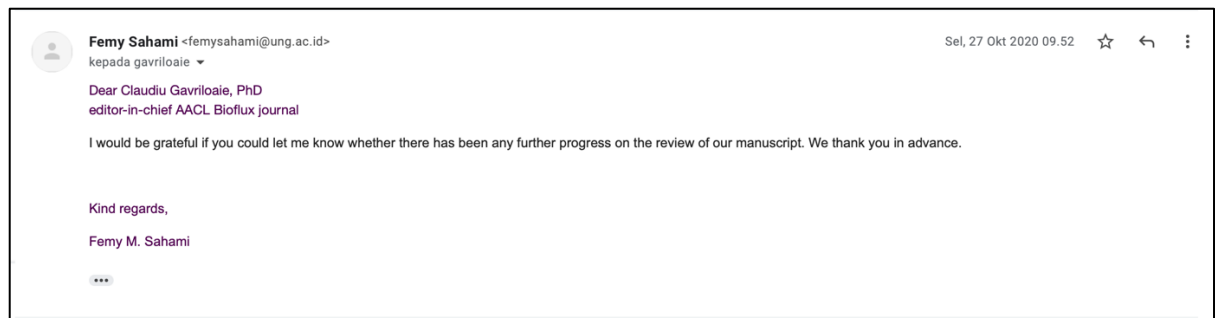 Femy Sahami <femysahami@ung.ac.id>
Sel, 27 Okt 2020 09.52
kepada gavriloaie
Dear Claudiu Gavriloaie, PhD
editor-in-chief AACL Bioflux journal
I would be grateful if you could let me know whether there has been any further progress on the review of our manuscript. We thank you in advance.
Kind regards,
Femy M. Sahami